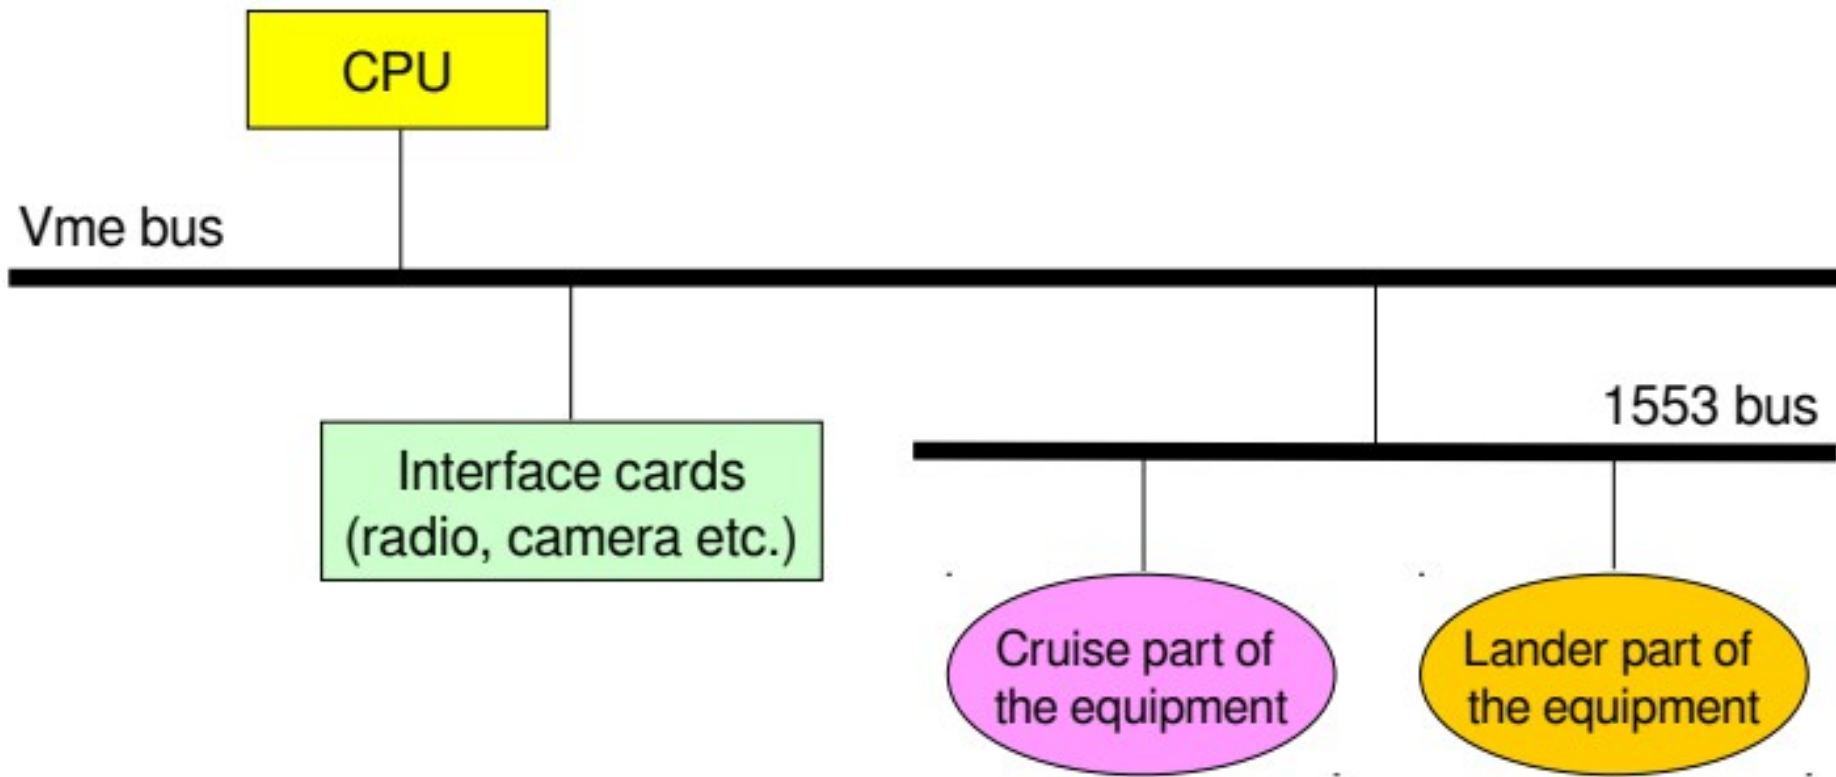 CPU
Vme bus
1553 bus
Interface cards
(radio, camera etc.)
Cruise part of
the equipment
Lander part of
the equipment